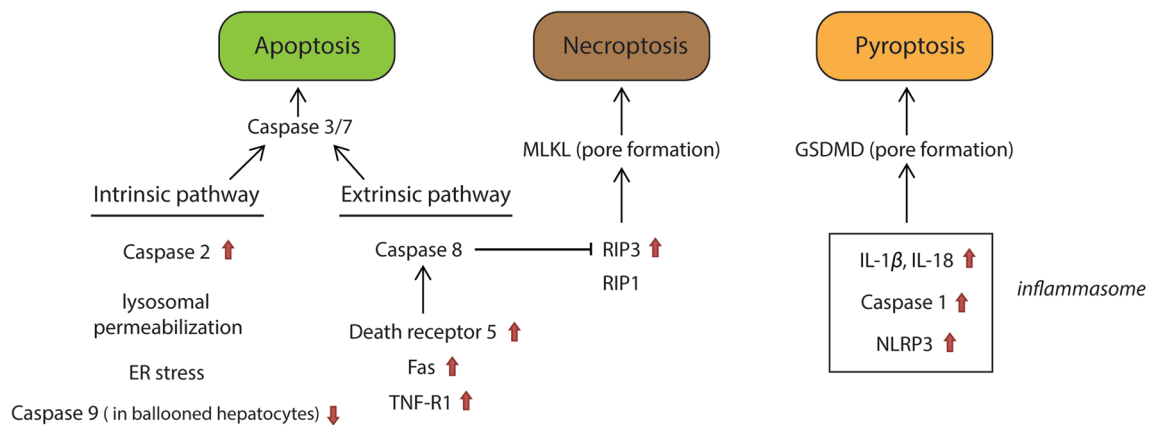 Apoptosis
Necroptosis
Pyroptosis
Caspase 3/7
MLKL (pore formation)
GSDMD (pore formation)
Intrinsic pathway
Extrinsic pathway
Caspase 2
lysosomal
permeabilization
ER stress
Caspase 9 ( in ballooned hepatocytes)
Caspase 8
Death receptor 5
Fas
TNF-R1
RIP3
RIP1
IL-1β, IL-18
Caspase 1
NLRP3
inflammasome